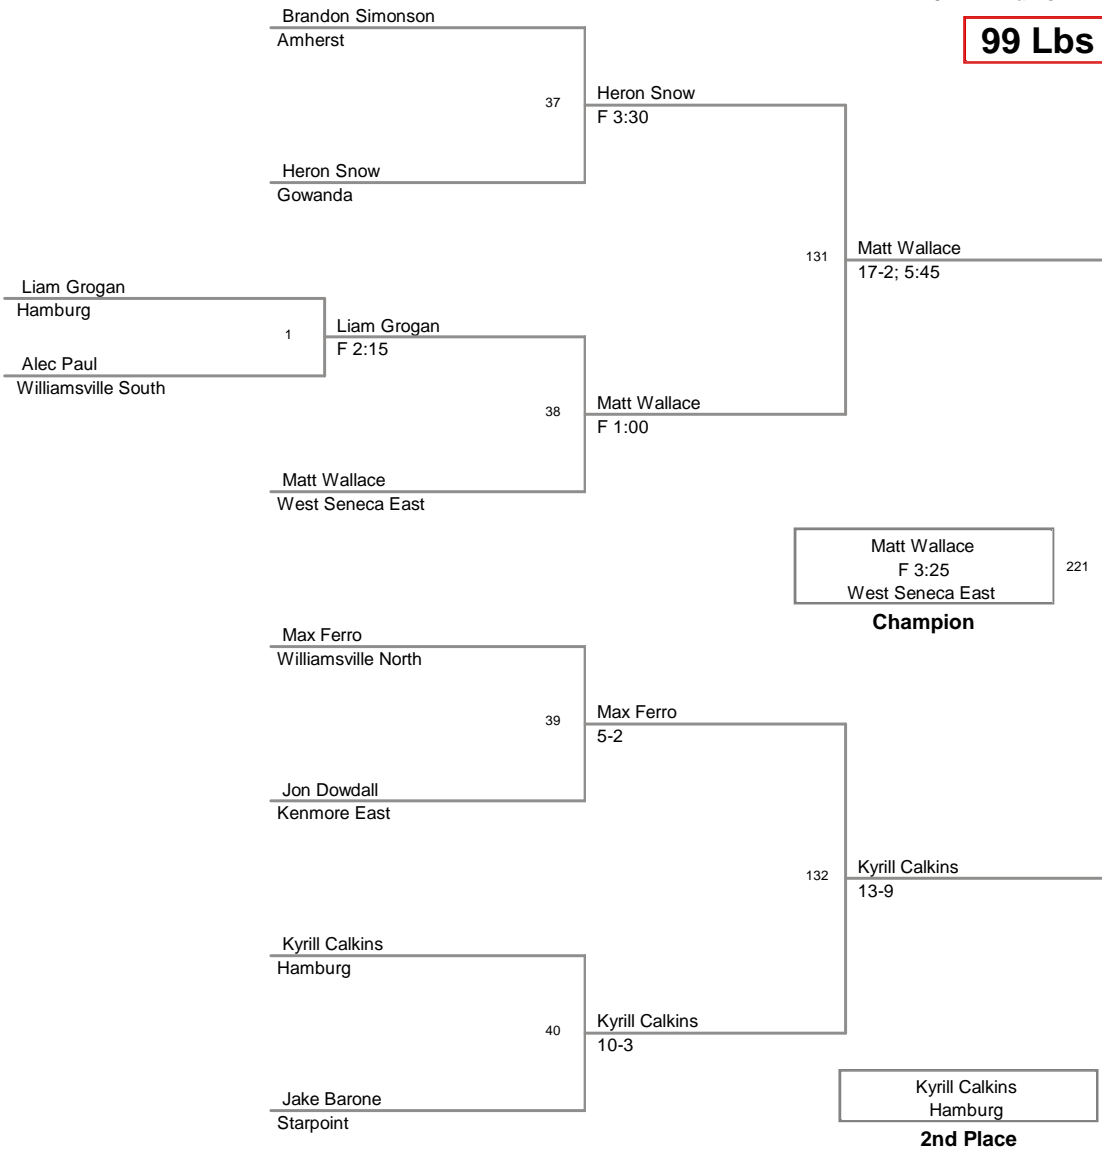 99 Lbs
Brandon Simonson
Amherst
37
Heron Snow
F 3:30
Heron Snow
Gowanda
131
Matt Wallace
17-2; 5:45
Liam Grogan
Hamburg
1
Liam Grogan
F 2:15
Alec Paul
Williamsville South
38
Matt Wallace
F 1:00
Matt Wallace
West Seneca East
Matt Wallace
F 3:25
West Seneca East
221
Champion
Max Ferro
Williamsville North
39
Max Ferro
5-2
Jon Dowdall
Kenmore East
132
Kyrill Calkins
13-9
Kyrill Calkins
Hamburg
40
Kyrill Calkins
10-3
Jake Barone
Starpoint
Kyrill Calkins
Hamburg
2nd Place